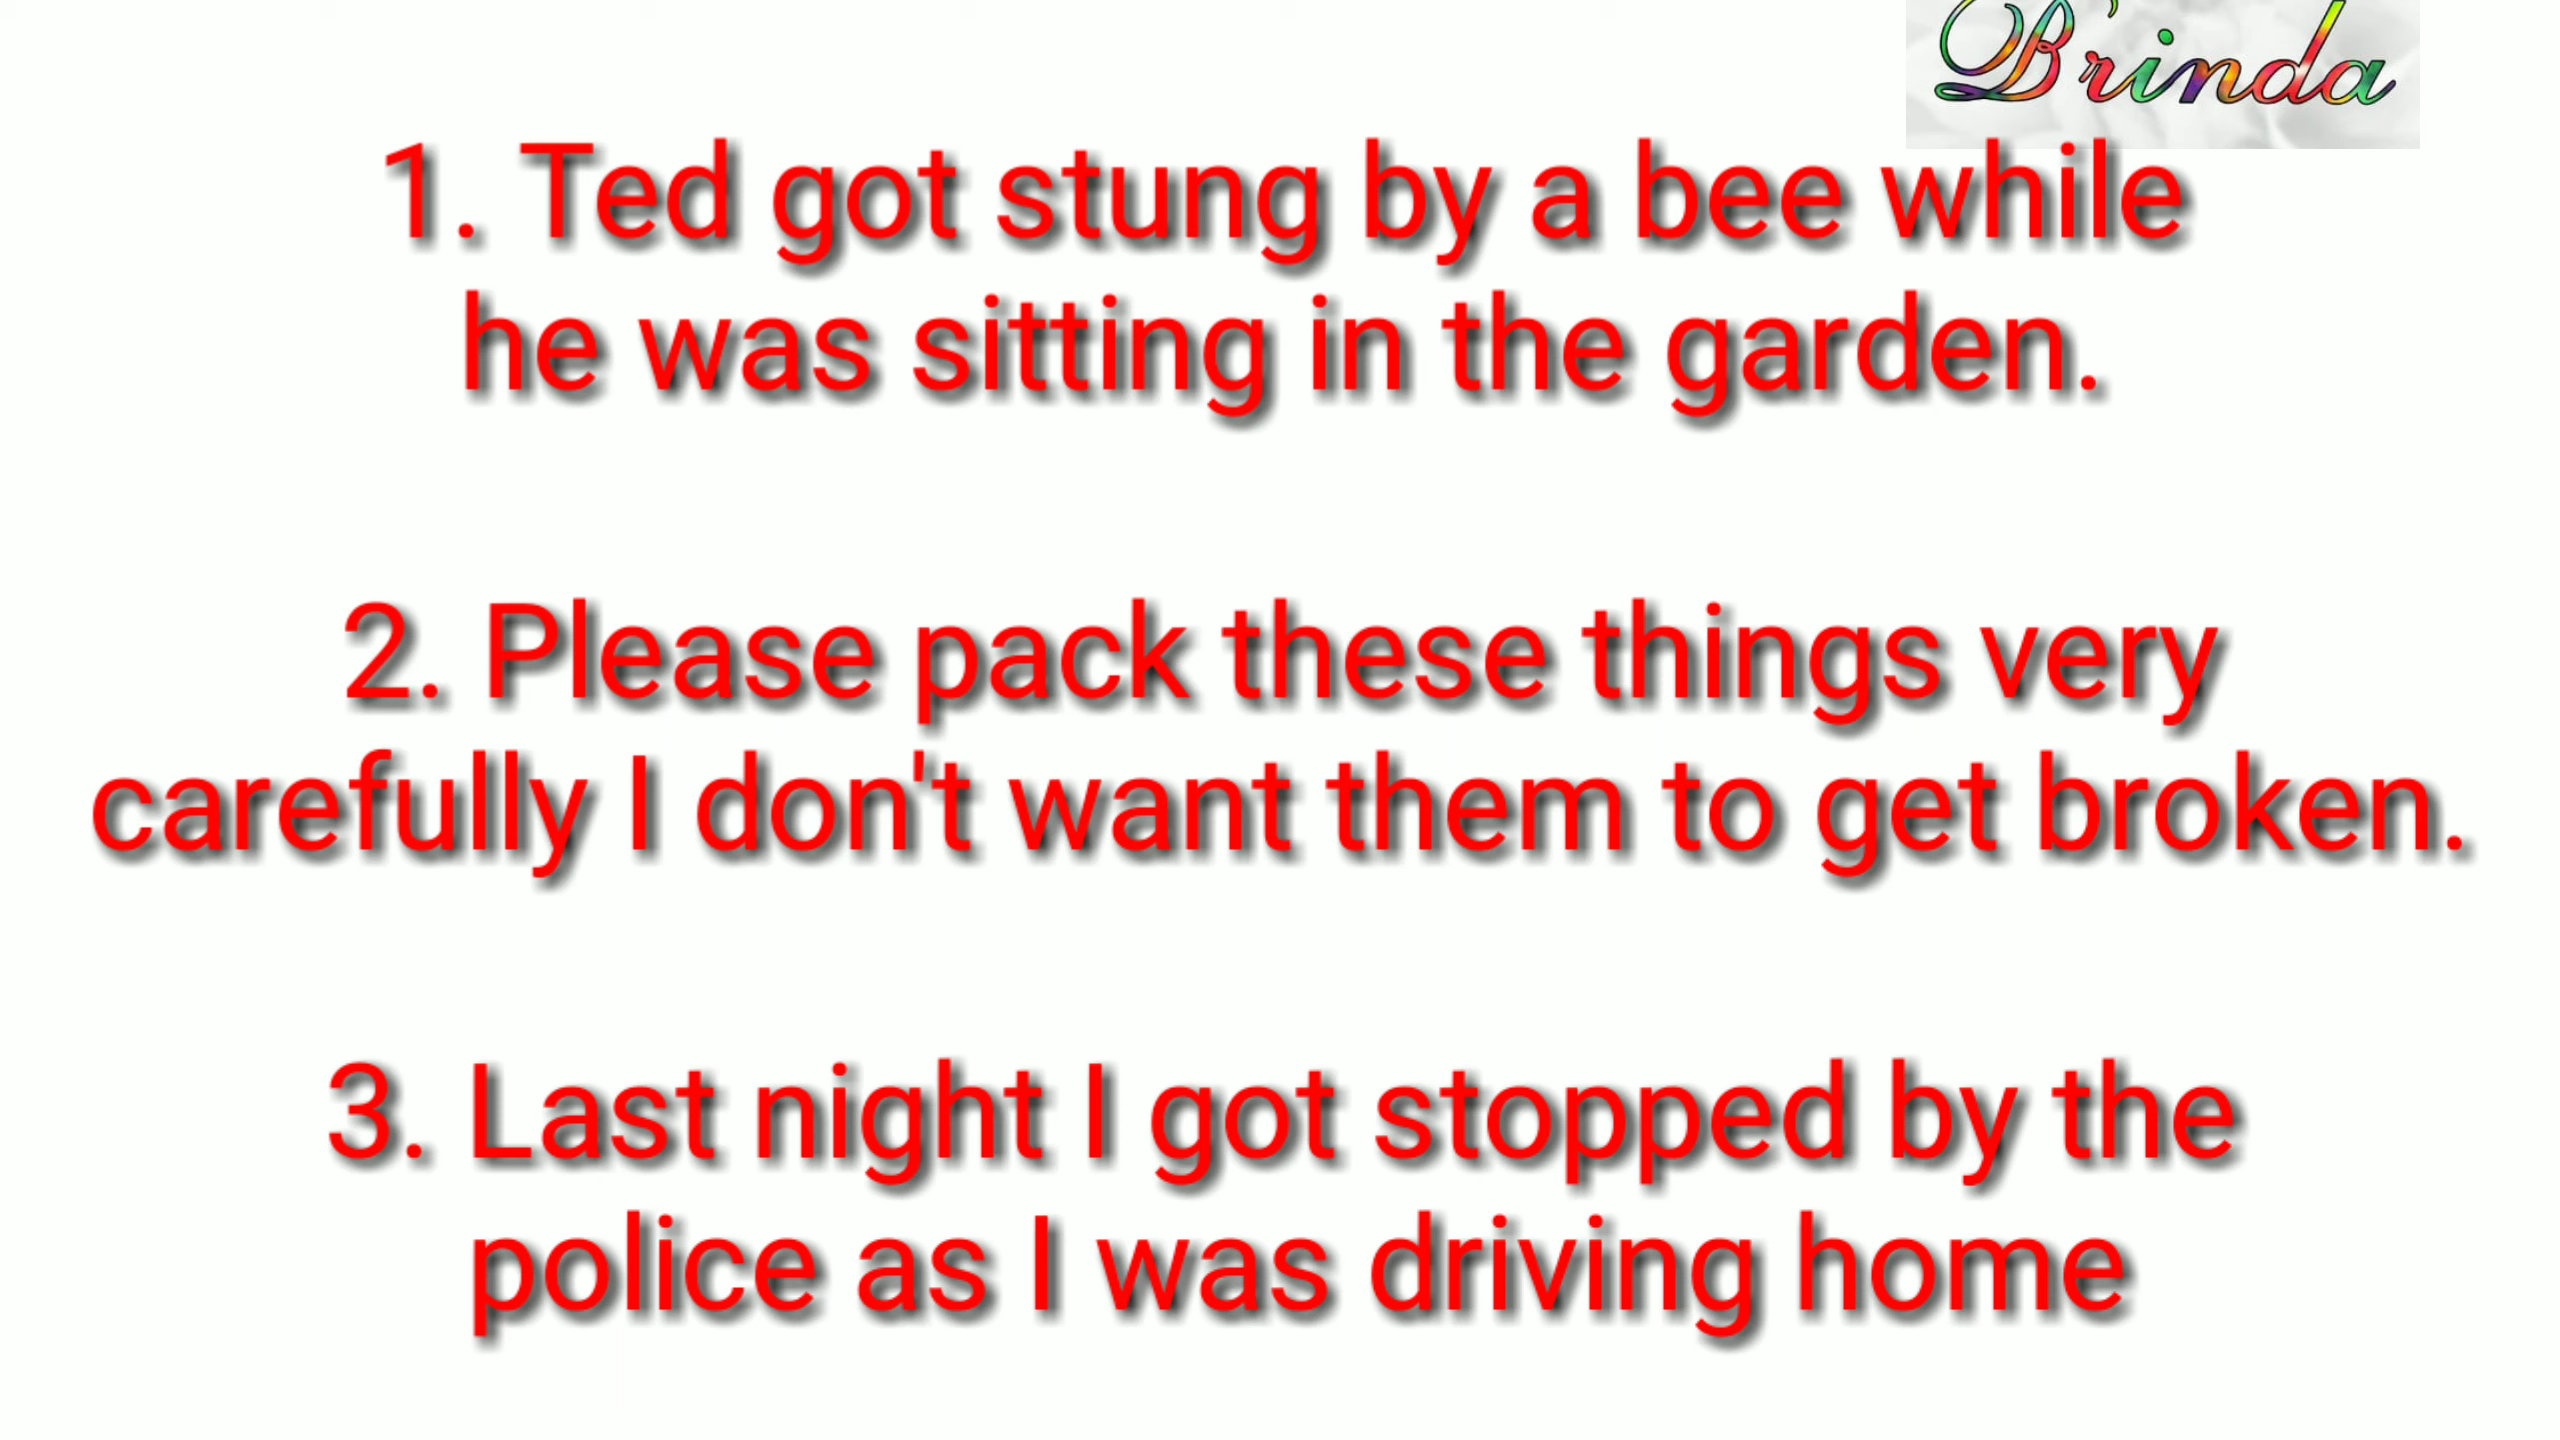 B'rinda
1. Ted got stung by a bee while
he was sitting in the garden.
2. Please pack these things very
carefully I don't want them to get broken.
3. Last night I got stopped by the
police as I was driving home